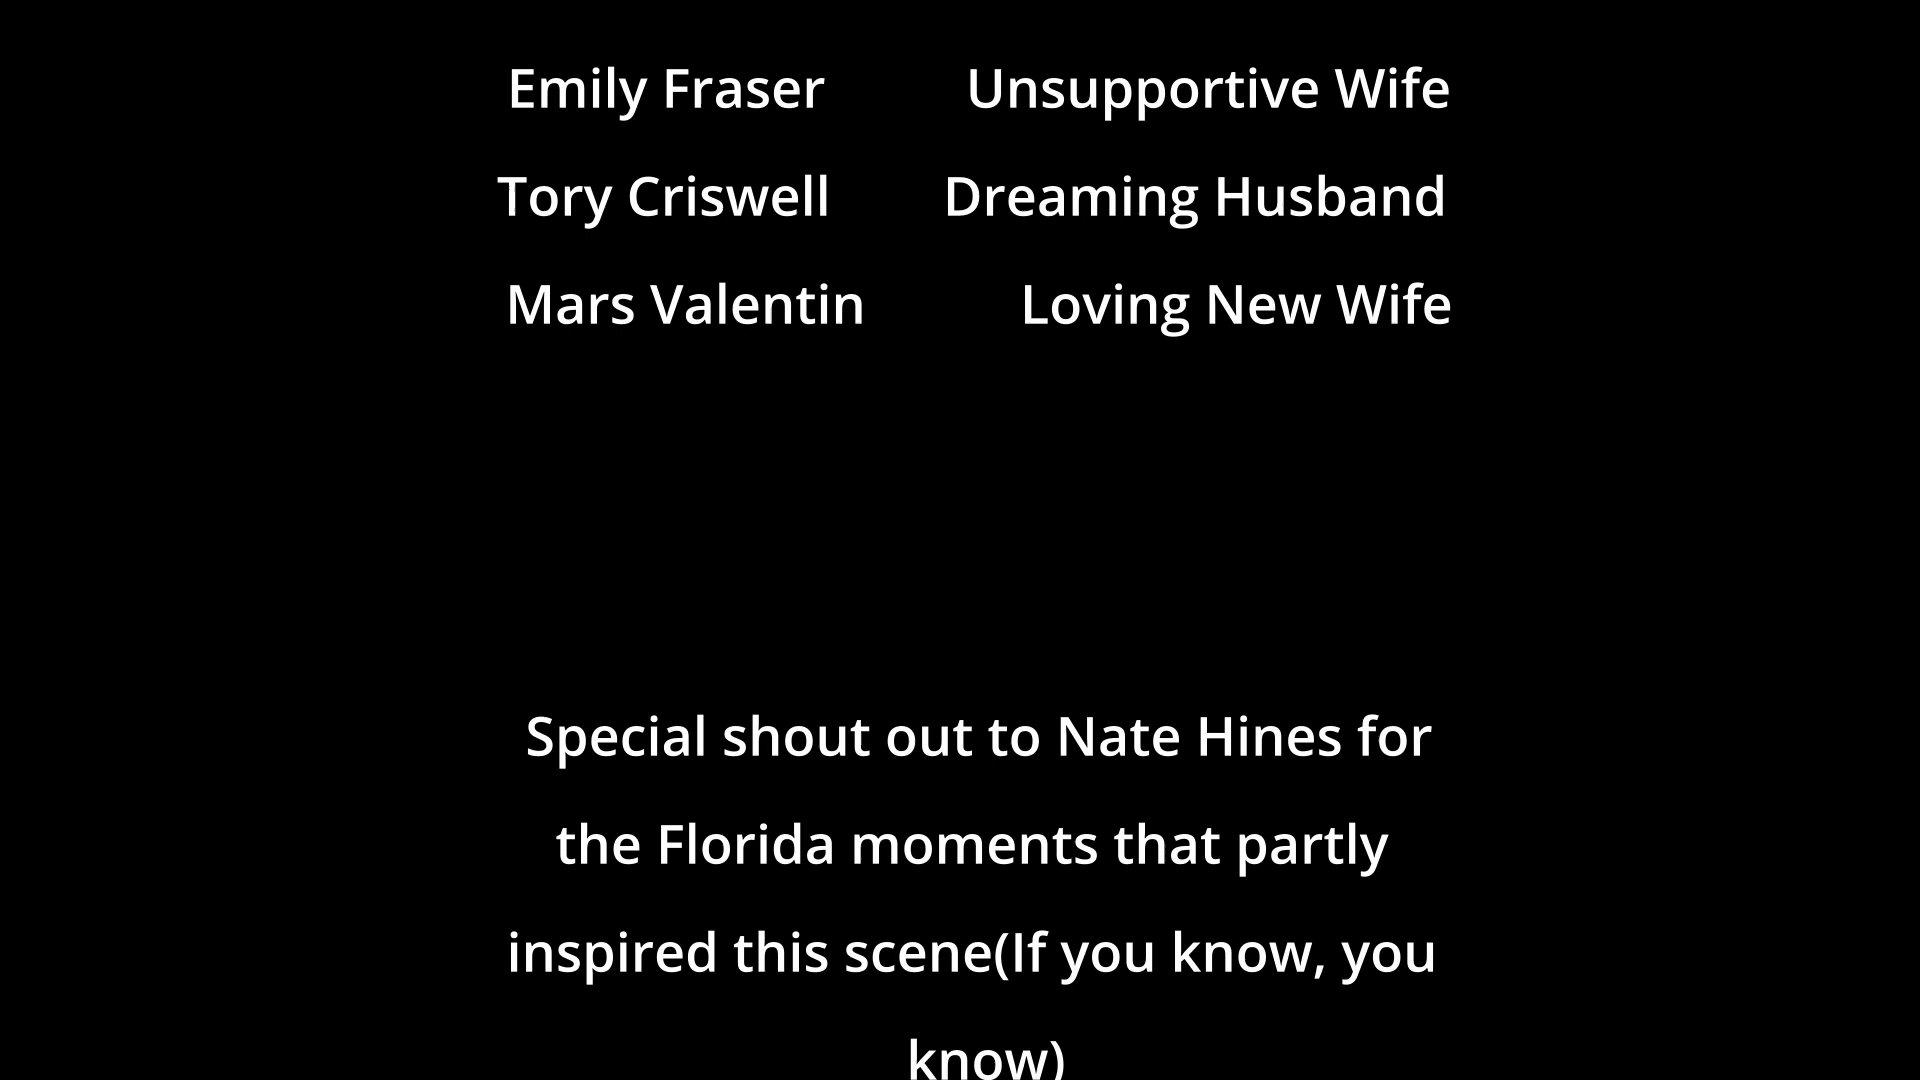 Emily Fraser Unsupportive Wife
Tory Criswell Dreaming Husband
Mars Valentin Loving New Wife
Special shout out to Nate Hines for
the Florida moments that partly
inspired this scene(If you know, you
know)